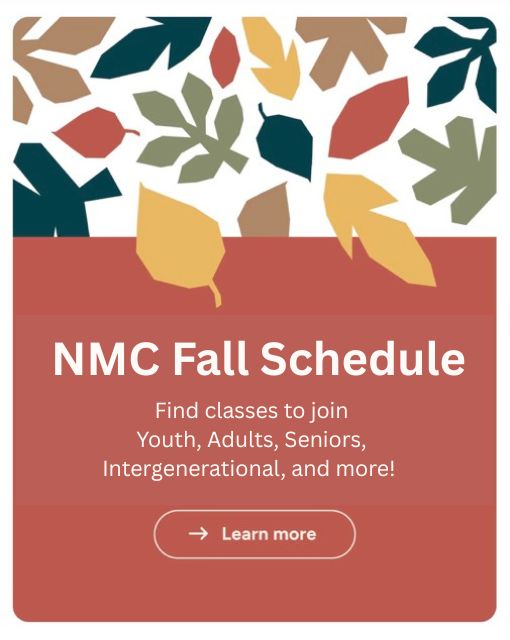 NMC Fall Schedule
Find classes to join
Youth, Adults, Seniors,
Intergenerational, and more!
→ Learn more